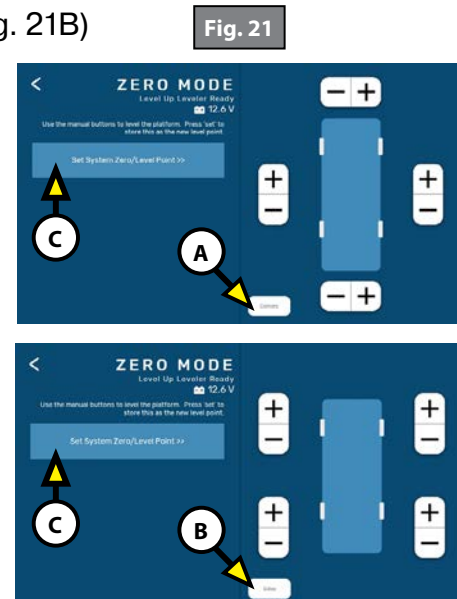 g. 21B)
Fig. 21
<
ZERO MODE
Level Up Leveler Ready
12.6 V
Use the manual buttons to level the platform. Press 'set' to
store this as the new level point.
Set System Zero/Level Point >>
- +
+
-
+
-
- +
C
A
<
ZERO MODE
Level Up Leveler Ready
12.6 V
Use the manual buttons to level the platform. Press 'set' to
store this as the new level point.
Set System Zero/Level Point >>
+
-
+
-
+
-
+
-
C
B